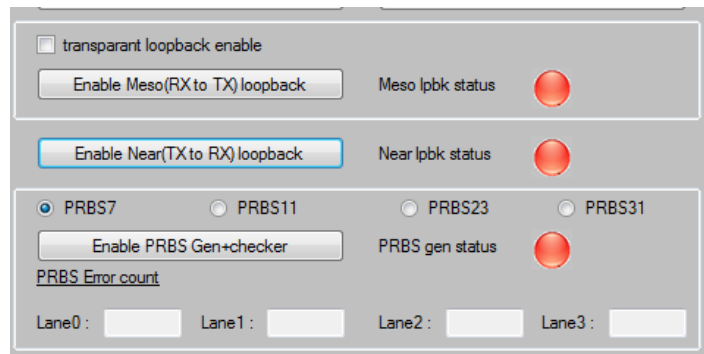 transparant loopback enable
Enable Meso(RX to TX) loopback Meso lpbk status
Enable Near(TX to RX) loopback Near lpbk status
PRBS7 PRBS11 PRBS23 PRBS31
Enable PRBS Gen+checker PRBS gen status
PRBS Error count
Lane0 : Lane1 : Lane2 : Lane3 :